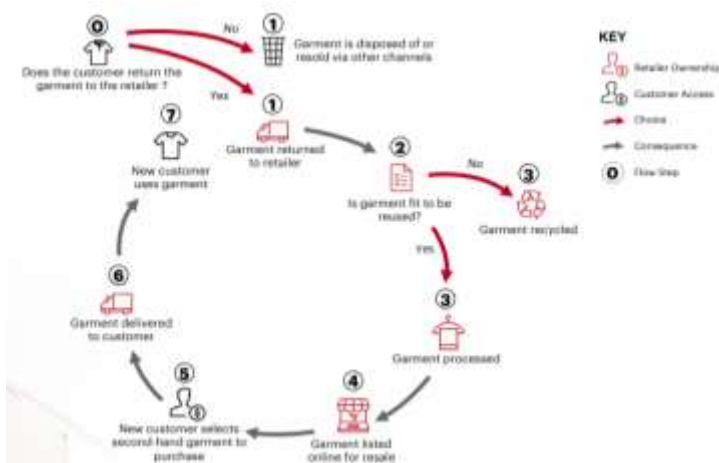 0
No
1
Does the customer return the
garment to the retailer ?
Garment is disposed of or
resold via other channels
Yes
1
Garment returned
to retailer
2
Is garment fit to be
reused?
No
3
Garment recycled
Yes
3
Garment processed
4
Garment listed
online for resale
5
New customer selects
second-hand garment to
purchase
6
Garment delivered
to customer
7
New customer
uses garment
KEY
Retailer Ownership
Customer Access
Choice
Consequence
0 Flow Step